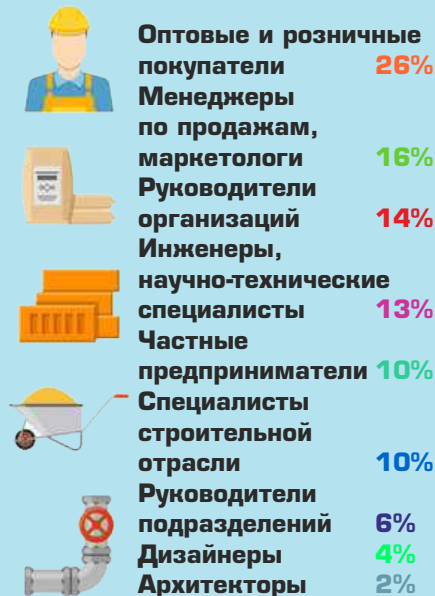 Оптовые и розничные
покупатели 26%
Менеджеры
по продажам,
маркетологи 16%
Руководители
организаций 14%
Инженеры,
научно-технические
специалисты 13%
Частные
предприниматели 10%
Специалисты
строительной
отрасли 10%
Руководители
подразделений 6%
Дизайнеры 4%
Архитекторы 2%